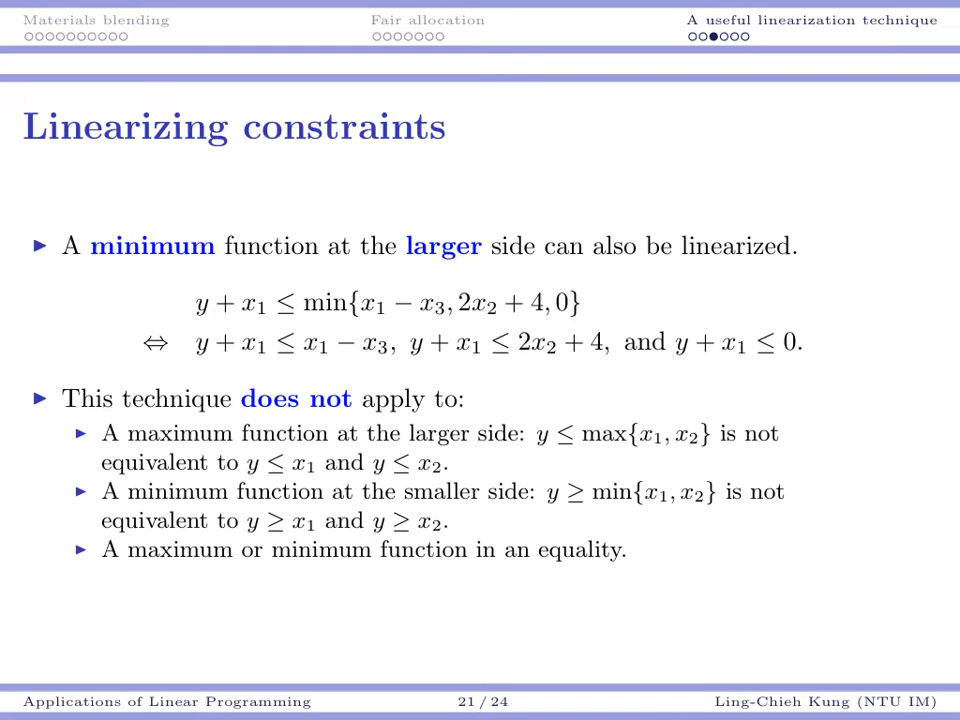 Materials blending Fair allocation A useful linearization technique
Linearizing constraints
▶ A minimum function at the larger side can also be linearized.
y + x₁ ≤ min{x₁ − x₃, 2x₂ + 4, 0}
⇔ y + x₁ ≤ x₁ − x₃, y + x₁ ≤ 2x₂ + 4, and y + x₁ ≤ 0.
▶ This technique does not apply to:
▶ A maximum function at the larger side: y ≤ max{x₁, x₂} is not
equivalent to y ≤ x₁ and y ≤ x₂.
▶ A minimum function at the smaller side: y ≥ min{x₁, x₂} is not
equivalent to y ≥ x₁ and y ≥ x₂.
▶ A maximum or minimum function in an equality.
Applications of Linear Programming 21 / 24 Ling-Chieh Kung (NTU IM)